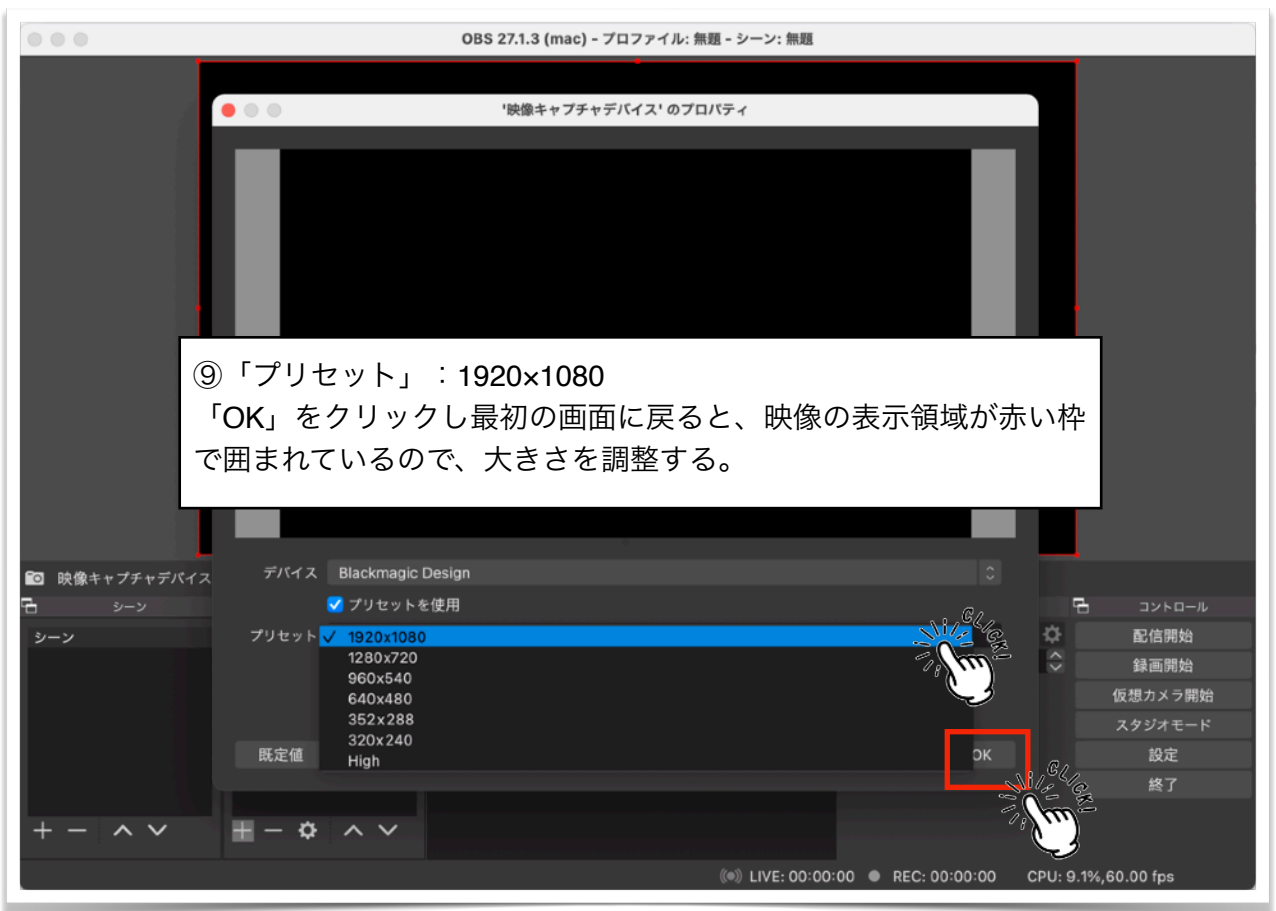 OBS 27.1.3 (mac) - プロファイル: 無題 - シーン: 無題
'映像キャプチャデバイス' のプロパティ
⑨「プリセット」：1920×1080
「OK」をクリックし最初の画面に戻ると、映像の表示領域が赤い枠
で囲まれているので、大きさを調整する。
デバイス Blackmagic Design
映像キャプチャデバイス
プリセットを使用
シーン
コントロール
シーン
プリセット ✓ 1920x1080
1280x720
960x540
640x480
352x288
320x240
High
CLICK!
配信開始
録画開始
仮想カメラ開始
スタジオモード
設定
終了
既定値
OK
CLICK!
LIVE: 00:00:00
REC: 00:00:00
CPU: 9.1%,60.00 fps